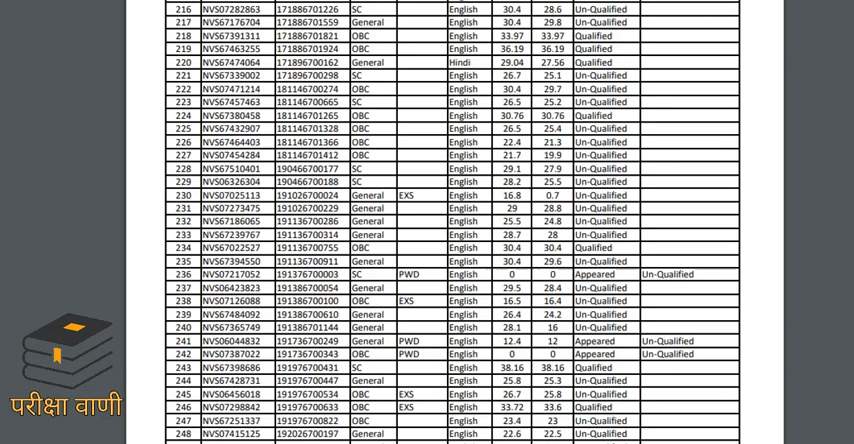 216 NVS07282863 171886701226 SC English 30.4 28.6 Un-Qualified
217 NVS67176704 171886701559 General English 30.4 29.8 Un-Qualified
218 NVS67391311 171886701821 OBC English 33.97 33.97 Qualified
219 NVS67463255 171886701924 OBC English 36.19 36.19 Qualified
220 NVS67474064 171896700162 General Hindi 29.04 27.56 Qualified
221 NVS67339002 171896700298 SC English 26.7 25.1 Un-Qualified
222 NVS07471214 181146700274 OBC English 30.4 29.7 Un-Qualified
223 NVS67457463 181146700665 SC English 26.5 25.2 Un-Qualified
224 NVS67380458 181146701265 OBC English 30.76 30.76 Qualified
225 NVS67432907 181146701328 OBC English 26.5 25.4 Un-Qualified
226 NVS67464403 181146701366 OBC English 22.4 21.3 Un-Qualified
227 NVS07454284 181146701412 OBC English 21.7 19.9 Un-Qualified
228 NVS67510401 190466700177 SC English 29.1 27.9 Un-Qualified
229 NVS06326304 190466700188 SC English 28.2 25.5 Un-Qualified
230 NVS07025113 191026700024 General EXS English 16.8 0.7 Un-Qualified
231 NVS07273475 191026700229 General English 29 28.8 Un-Qualified
232 NVS67186065 191136700286 General English 25.5 24.8 Un-Qualified
233 NVS67239767 191136700314 General English 28.7 28 Un-Qualified
234 NVS67022527 191136700755 OBC English 30.4 30.4 Qualified
235 NVS67394550 191136700911 General English 30.4 29.6 Un-Qualified
236 NVS07217052 191376700003 SC PWD English 0 0 Appeared Un-Qualified
237 NVS06423823 191386700054 General English 29.5 28.4 Un-Qualified
238 NVS07126088 191386700100 OBC EXS English 16.5 16.4 Un-Qualified
239 NVS67484092 191386700610 General English 26.4 24.2 Un-Qualified
240 NVS67365749 191386701144 General English 28.1 16 Un-Qualified
241 NVS06044832 191736700249 General PWD English 12.4 12 Appeared Un-Qualified
242 NVS07387022 191736700343 OBC PWD English 0 0 Appeared Un-Qualified
243 NVS67398686 191976700431 SC English 38.16 38.16 Qualified
244 NVS67428731 191976700447 General English 25.8 25.3 Un-Qualified
245 NVS06456018 191976700534 OBC EXS English 26.7 25.8 Un-Qualified
246 NVS07298842 191976700633 OBC EXS English 33.72 33.6 Qualified
247 NVS67251337 191976700822 OBC English 23.4 23 Un-Qualified
248 NVS07415125 192026700197 General English 22.6 22.5 Un-Qualified
परीक्षा वाणी